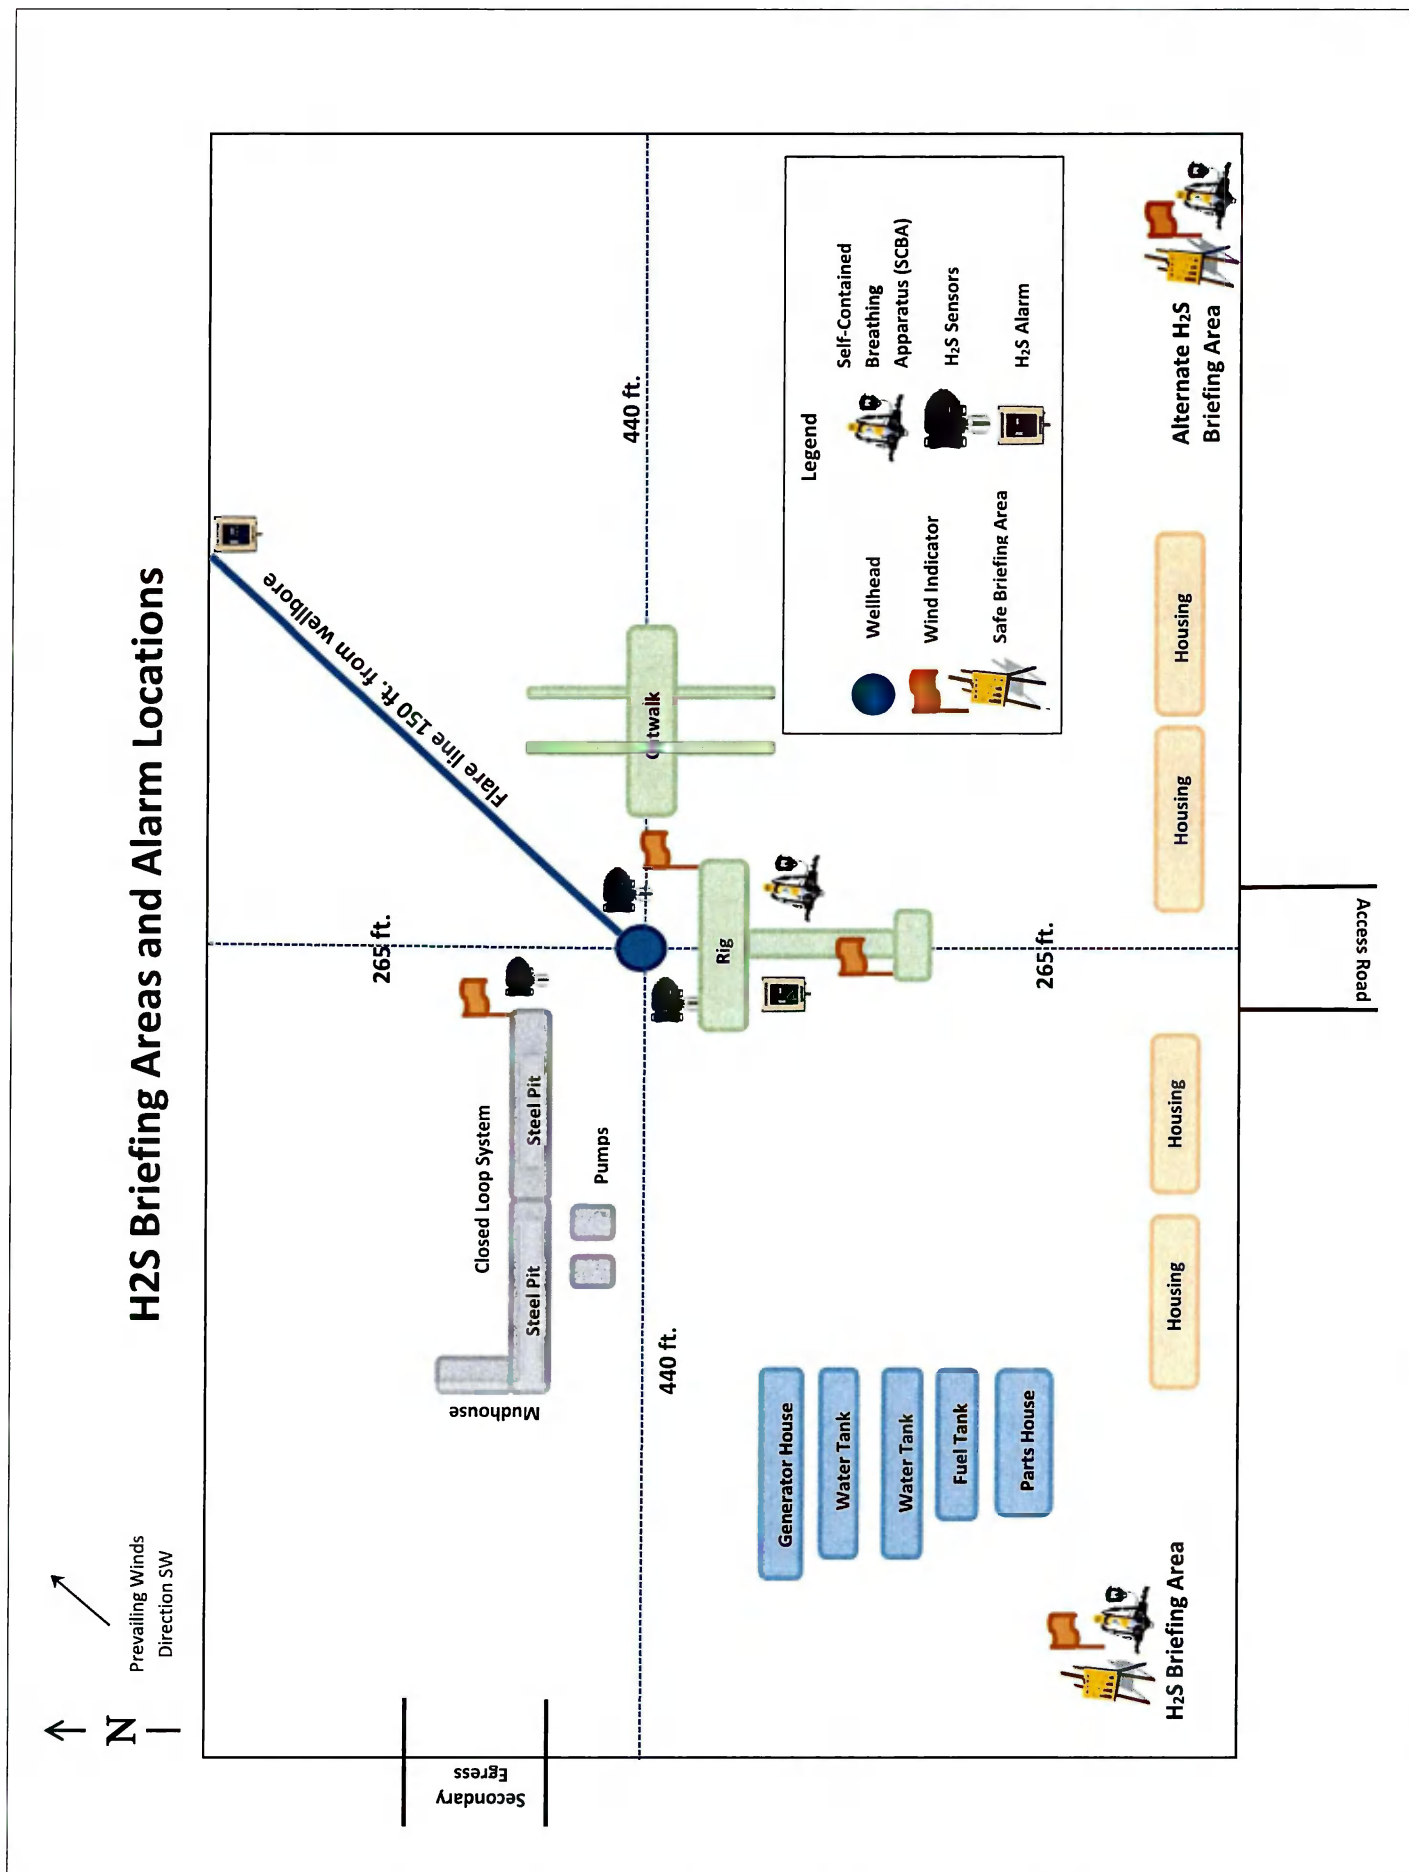 H2S Briefing Areas and Alarm Locations
N
Prevailing Winds
Direction SW
Secondary
Egress
265 ft.
Flare line 150 ft. from wellbore
Closed Loop System
Mudhouse
Steel Pit
Steel Pit
Pumps
440 ft.
440 ft.
Catwalk
Rig
Generator House
Water Tank
Water Tank
Fuel Tank
Parts House
265 ft.
Legend
Wellhead
Wind Indicator
Safe Briefing Area
Self-Contained
Breathing
Apparatus (SCBA)
H₂S Sensors
H₂S Alarm
H₂S Briefing Area
Housing
Housing
Housing
Housing
Alternate H₂S
Briefing Area
Access Road